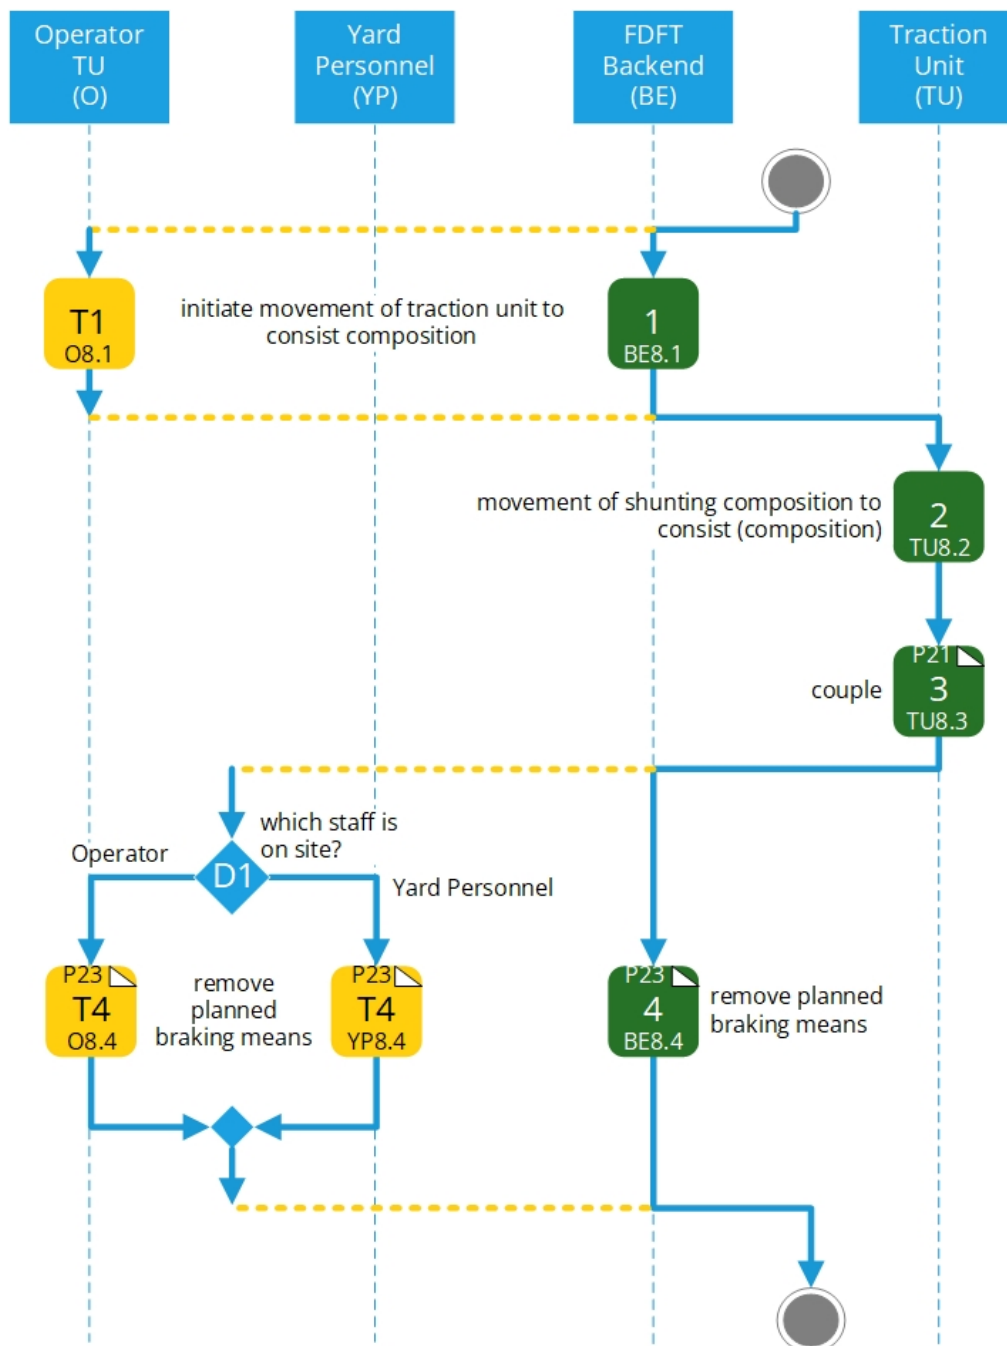 Operator
TU
(O)
Yard
Personnel
(YP)
FDFT
Backend
(BE)
Traction
Unit
(TU)
T1
O8.1
initiate movement of traction unit to
consist composition
1
BE8.1
movement of shunting composition to
consist (composition)
2
TU8.2
couple
P21
3
TU8.3
which staff is
on site?
Operator
D1
Yard Personnel
P23
T4
O8.4
remove
planned
braking means
P23
T4
YP8.4
P23
4
BE8.4
remove planned
braking means